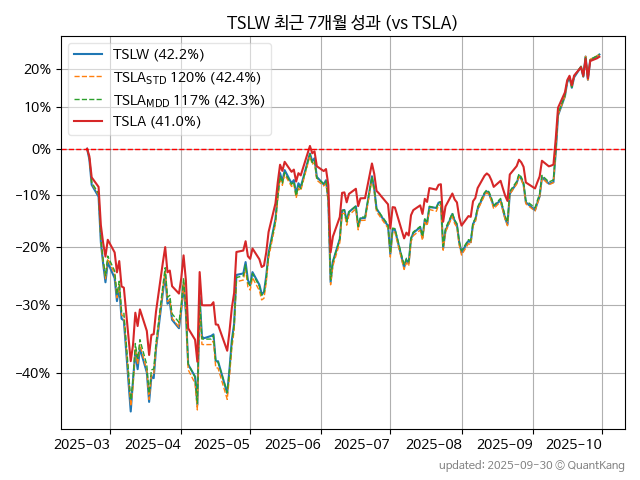 TSLW 최근 7개월 성과 (vs TSLA)
TSLW (42.2%)
TSLA_STD 120% (42.4%)
TSLA_MDD 117% (42.3%)
TSLA (41.0%)
20%
10%
0%
−10%
−20%
−30%
−40%
2025-03 2025-04 2025-05 2025-06 2025-07 2025-08 2025-09 2025-10
updated: 2025-09-30 © QuantKang